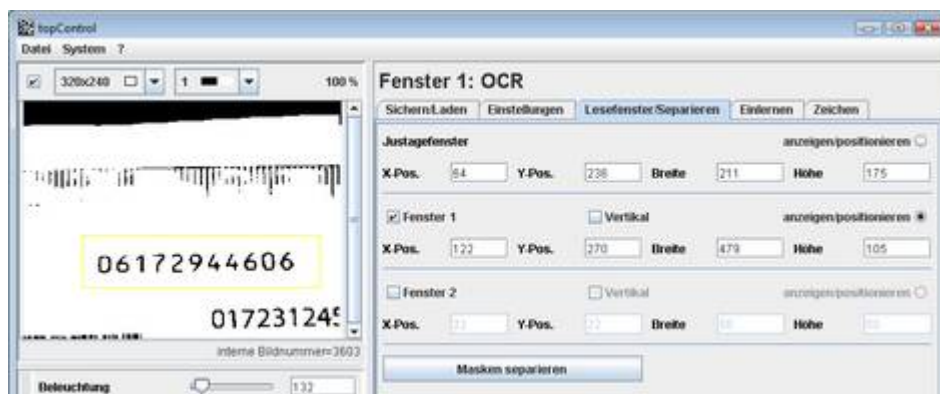 topControl
Datei System ?
320x240 1 100 %
06172944606
017231245
interne Bildnummer=3603
Beleuchtung 132
Fenster 1: OCR
Sichern/Laden Einstellungen Lesefenster/Separieren Einlernen Zeichen
Justagefenster anzeigen/positionieren
X-Pos. 64 Y-Pos. 236 Breite 211 Höhe 175
Fenster 1 Vertikal anzeigen/positionieren
X-Pos. 122 Y-Pos. 270 Breite 479 Höhe 105
Fenster 2 Vertikal anzeigen/positionieren
X-Pos. Y-Pos. Breite Höhe
Masken separieren